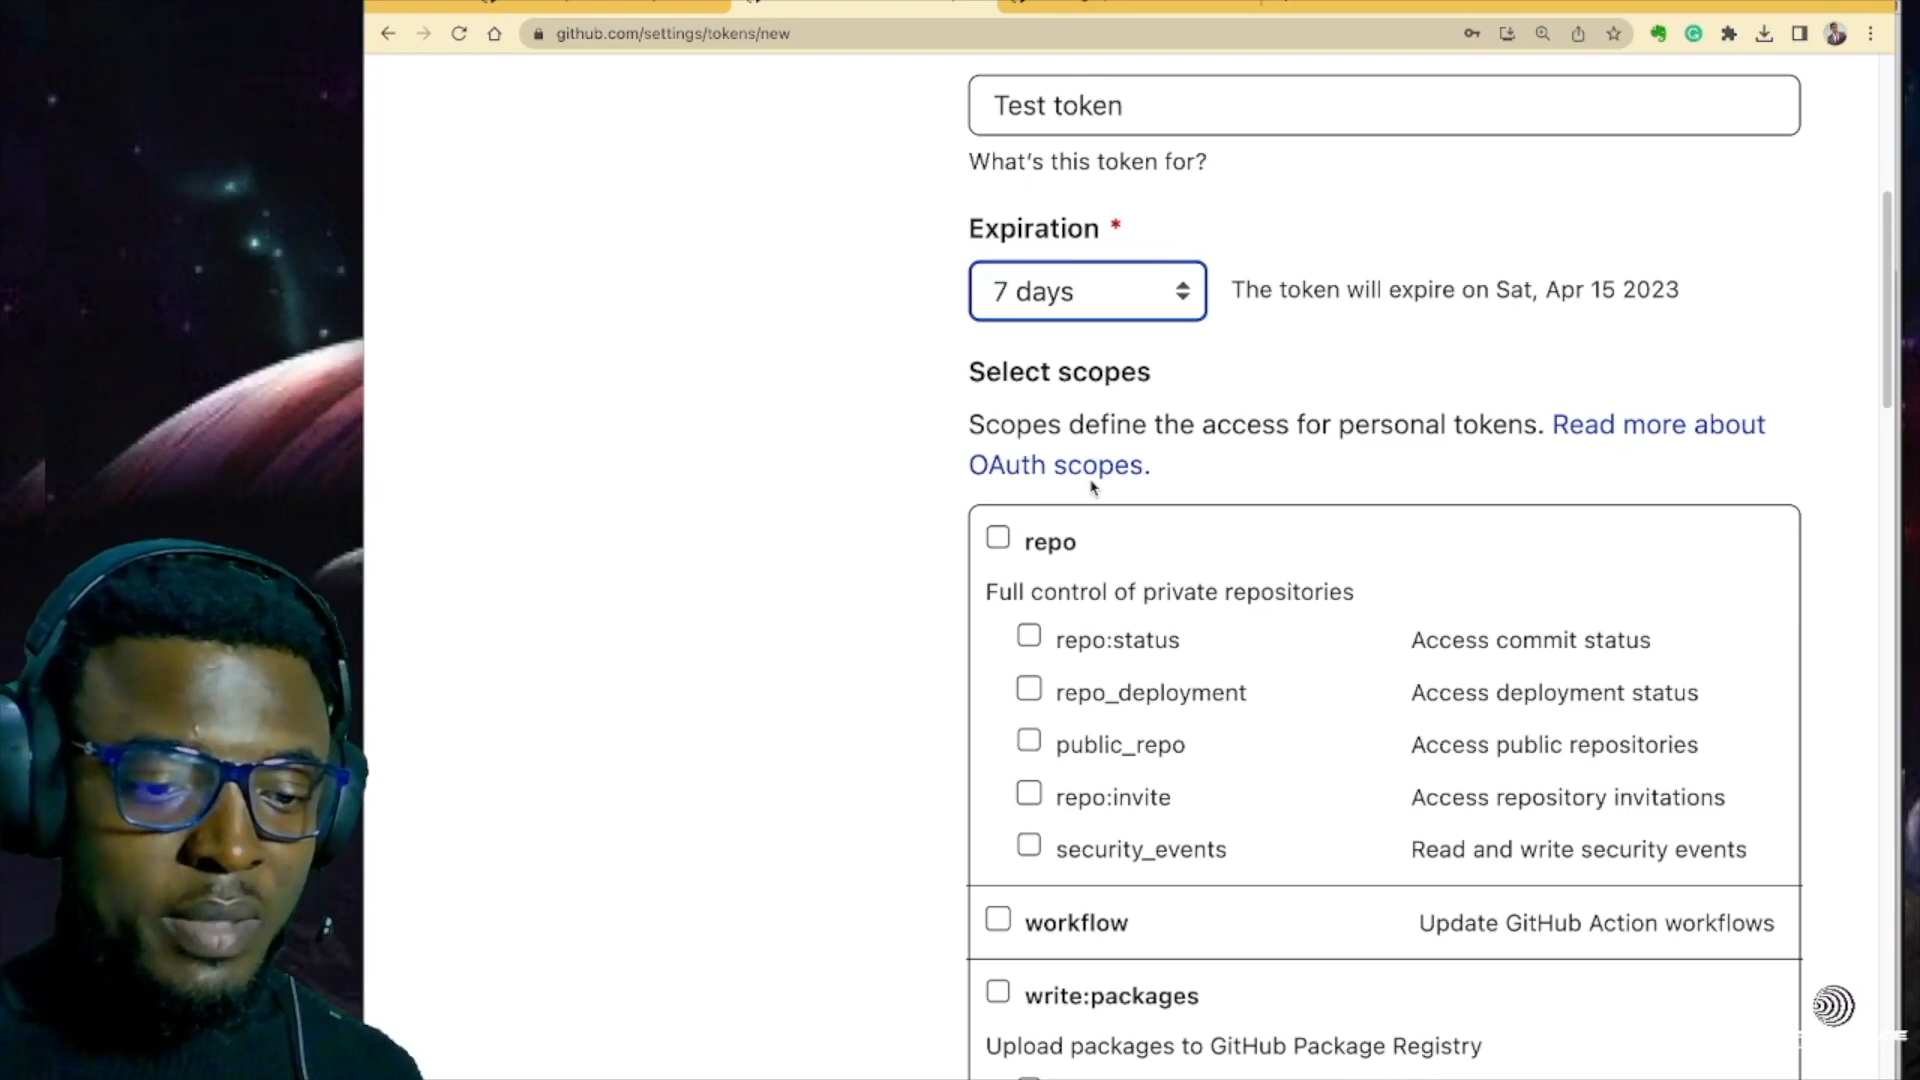 github.com/settings/tokens/new
Test token
What's this token for?
Expiration *
7 days The token will expire on Sat, Apr 15 2023
Select scopes
Scopes define the access for personal tokens. Read more about
OAuth scopes.
repo
Full control of private repositories
repo:status Access commit status
repo_deployment Access deployment status
public_repo Access public repositories
repo:invite Access repository invitations
security_events Read and write security events
workflow Update GitHub Action workflows
write:packages
Upload packages to GitHub Package Registry